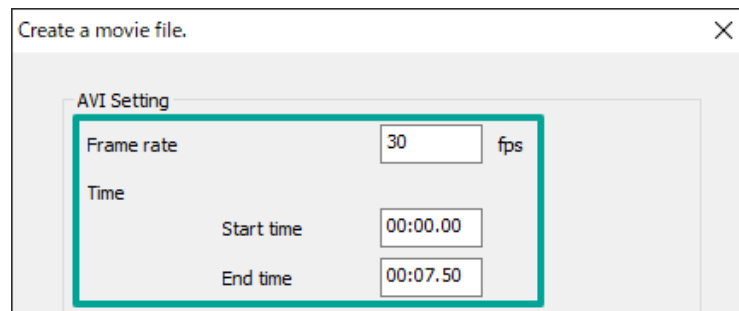 Create a movie file.
AVI Setting
Frame rate 30 fps
Time
Start time 00:00.00
End time 00:07.50